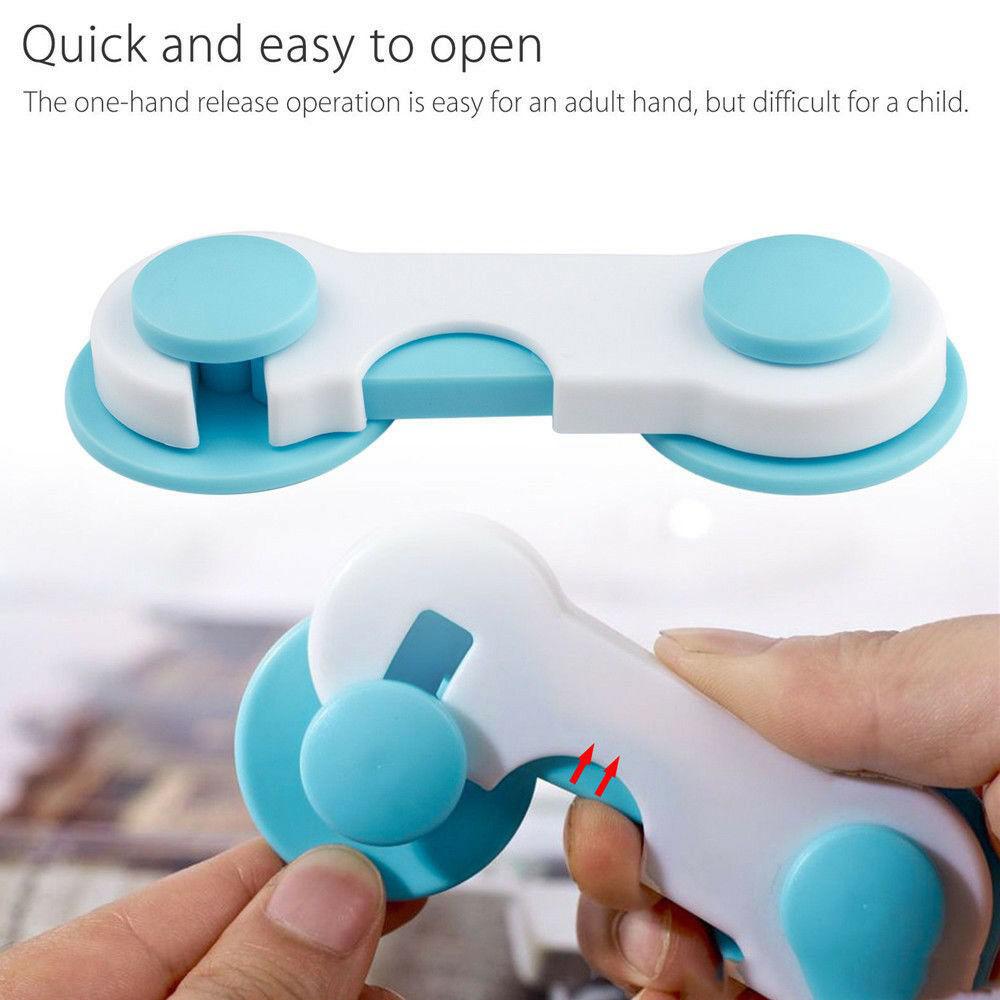 Quick and easy to open
The one-hand release operation is easy for an adult hand, but difficult for a child.